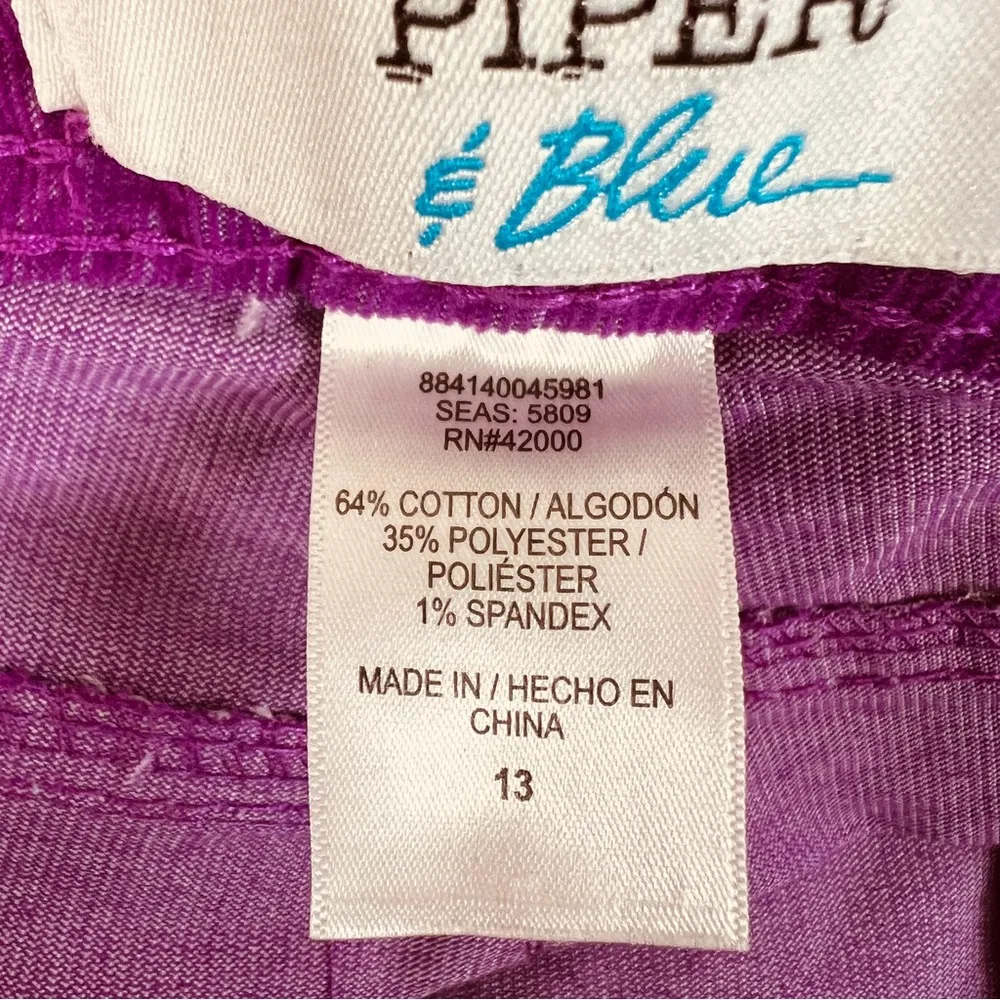 PIPER
& Blue
884140045981
SEAS: 5809
RN#42000
64% COTTON / ALGODÓN
35% POLYESTER /
POLIÉSTER
1% SPANDEX
MADE IN / HECHO EN
CHINA
13